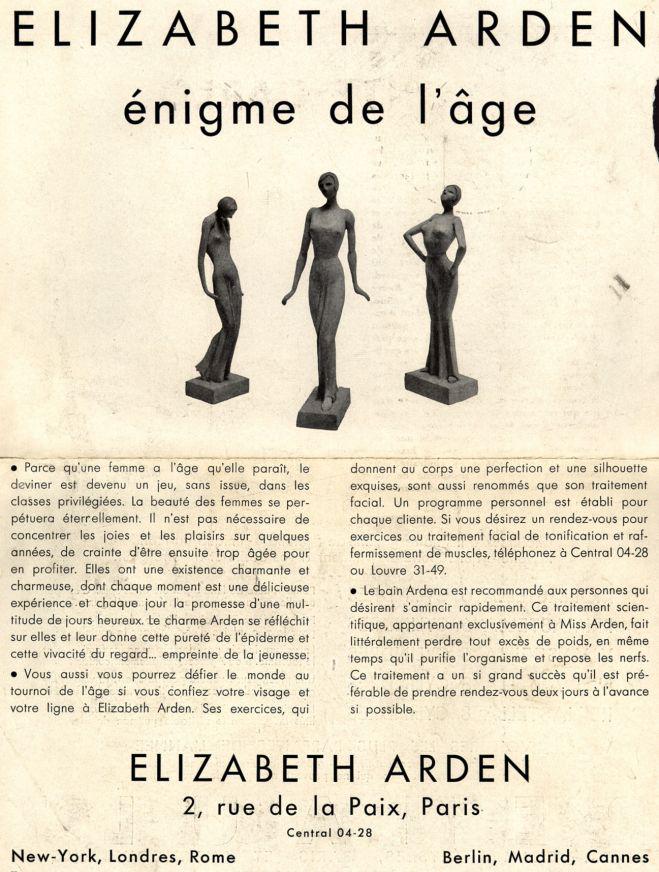 ELIZABETH ARDEN
énigme de l'âge
• Parce qu'une femme a l'âge qu'elle paraît, le
deviner est devenu un jeu, sans issue, dans les
classes privilégiées. La beauté des femmes se per-
pétuera éternellement. Il n'est pas nécessaire de
concentrer les joies et les plaisirs sur quelques
années, de crainte d'être ensuite trop âgée pour
en profiter. Elles ont une existence charmante et
charmeuse, dont chaque moment est une délicieuse
expérience et chaque jour la promesse d'une mul-
titude de jours heureux. Le charme Arden se réfléchit
sur elles et leur donne cette pureté de l'épiderme et
cette vivacité du regard... empreinte de la jeunesse.
• Vous aussi vous pourrez défier le monde au
tournoi de l'âge si vous confiez votre visage et
votre ligne à Elizabeth Arden. Ses exercices, qui
donnent au corps une perfection et une silhouette
exquises, sont aussi renommés que son traitement
facial. Un programme personnel est établi pour
chaque cliente. Si vous désirez un rendez-vous pour
exercices ou traitement facial de tonification et raf-
fermissement de muscles, téléphonez à Central 04-28
ou Louvre 31-49.
• Le bain Ardena est recommandé aux personnes qui
désirent s'amincir rapidement. Ce traitement scien-
tifique, appartenant exclusivement à Miss Arden, fait
littéralement perdre tout excès de poids, en même
temps qu'il purifie l'organisme et repose les nerfs.
Ce traitement a un si grand succès qu'il est pré-
férable de prendre rendez-vous deux jours à l'avance
si possible.
ELIZABETH ARDEN
2, rue de la Paix, Paris
Central 04-28
New-York, Londres, Rome
Berlin, Madrid, Cannes